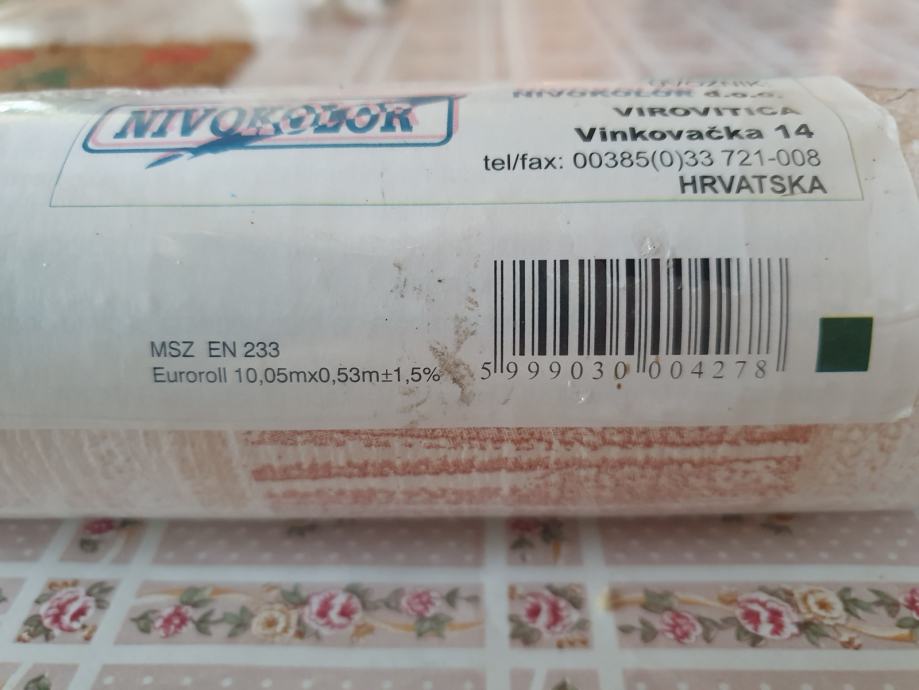 NIVOKOLOR
NIVOKOLOR d.o.o.
VIROVITICA
Vinkovačka 14
tel/fax: 00385(0)33 721-008
HRVATSKA
MSZ EN 233
Euroroll 10,05mx0,53m±1,5%
5 999030 004278